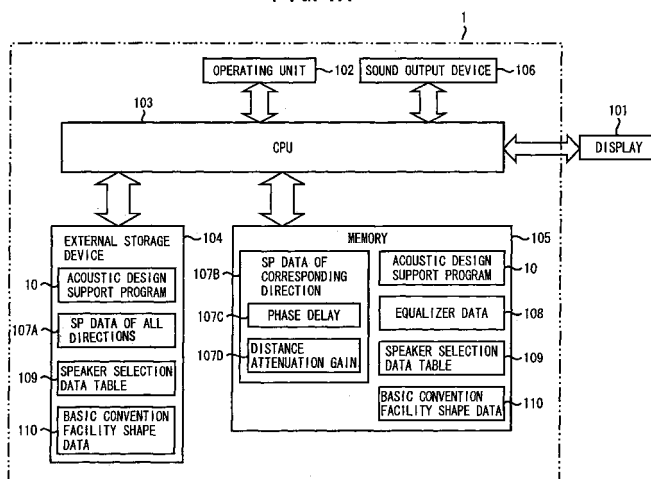 1
OPERATING UNIT
102
SOUND OUTPUT DEVICE
106
103
CPU
101
DISPLAY
EXTERNAL STORAGE
DEVICE
104
10
ACOUSTIC DESIGN
SUPPORT PROGRAM
107A
SP DATA OF ALL
DIRECTIONS
109
SPEAKER SELECTION
DATA TABLE
110
BASIC CONVENTION
FACILITY SHAPE
DATA
MEMORY
105
107B
SP DATA OF
CORRESPONDING
DIRECTION
107C
PHASE DELAY
107D
DISTANCE
ATTENUATION GAIN
ACOUSTIC DESIGN
SUPPORT PROGRAM
10
EQUALIZER DATA
108
SPEAKER SELECTION
DATA TABLE
109
BASIC CONVENTION
FACILITY SHAPE DATA
110